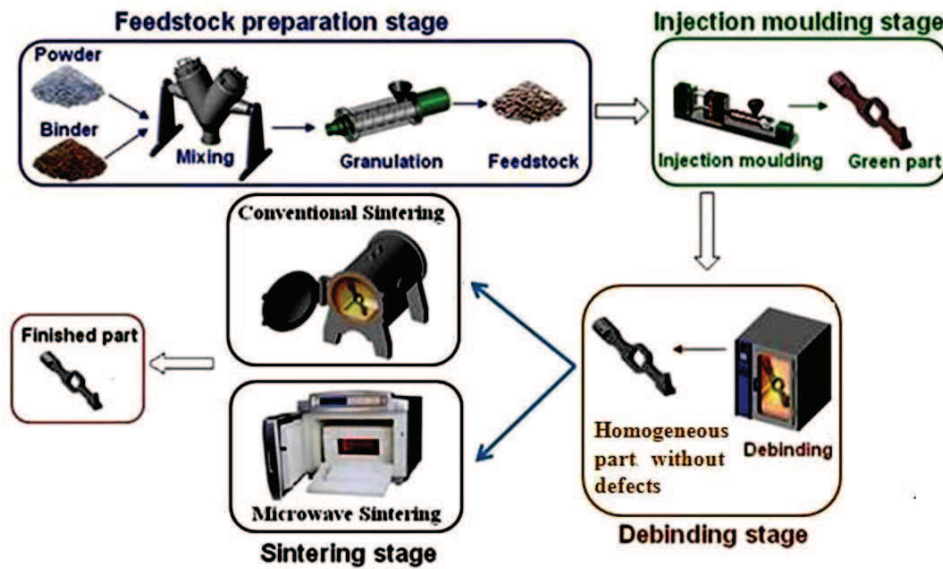 Feedstock preparation stage
Powder
Binder
Mixing
Granulation
Feedstock
Injection moulding stage
Injection moulding
Green part
Conventional Sintering
Microwave Sintering
Sintering stage
Finished part
Homogeneous
part without
defects
Debinding
Debinding stage